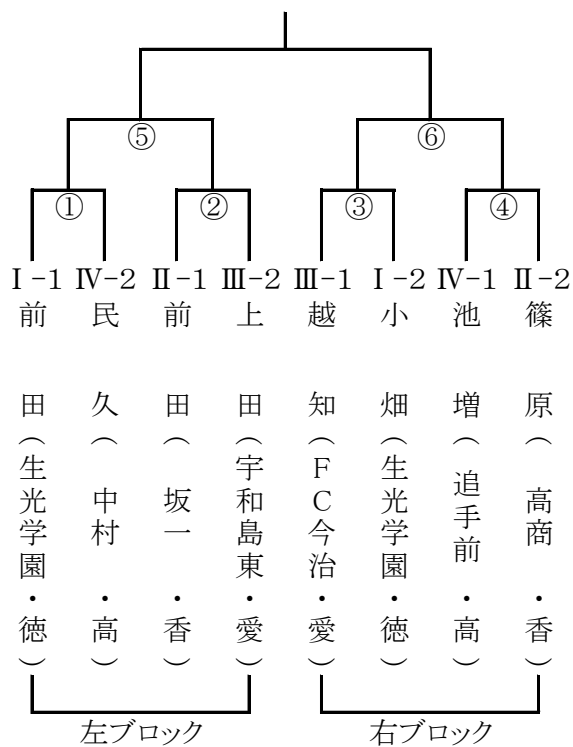 ⑤
⑥
①
②
③
④
Ⅰ-1 Ⅳ-2 Ⅱ-1 Ⅲ-2 Ⅲ-1 Ⅰ-2 Ⅳ-1 Ⅱ-2
前田（生光学園・徳）
民久（中村・高）
前田（坂一・香）
上田（宇和島東・愛）
越知（FC今治・愛）
小畑（生光学園・徳）
池増（追手前・高）
篠原（高商・香）
左ブロック
右ブロック